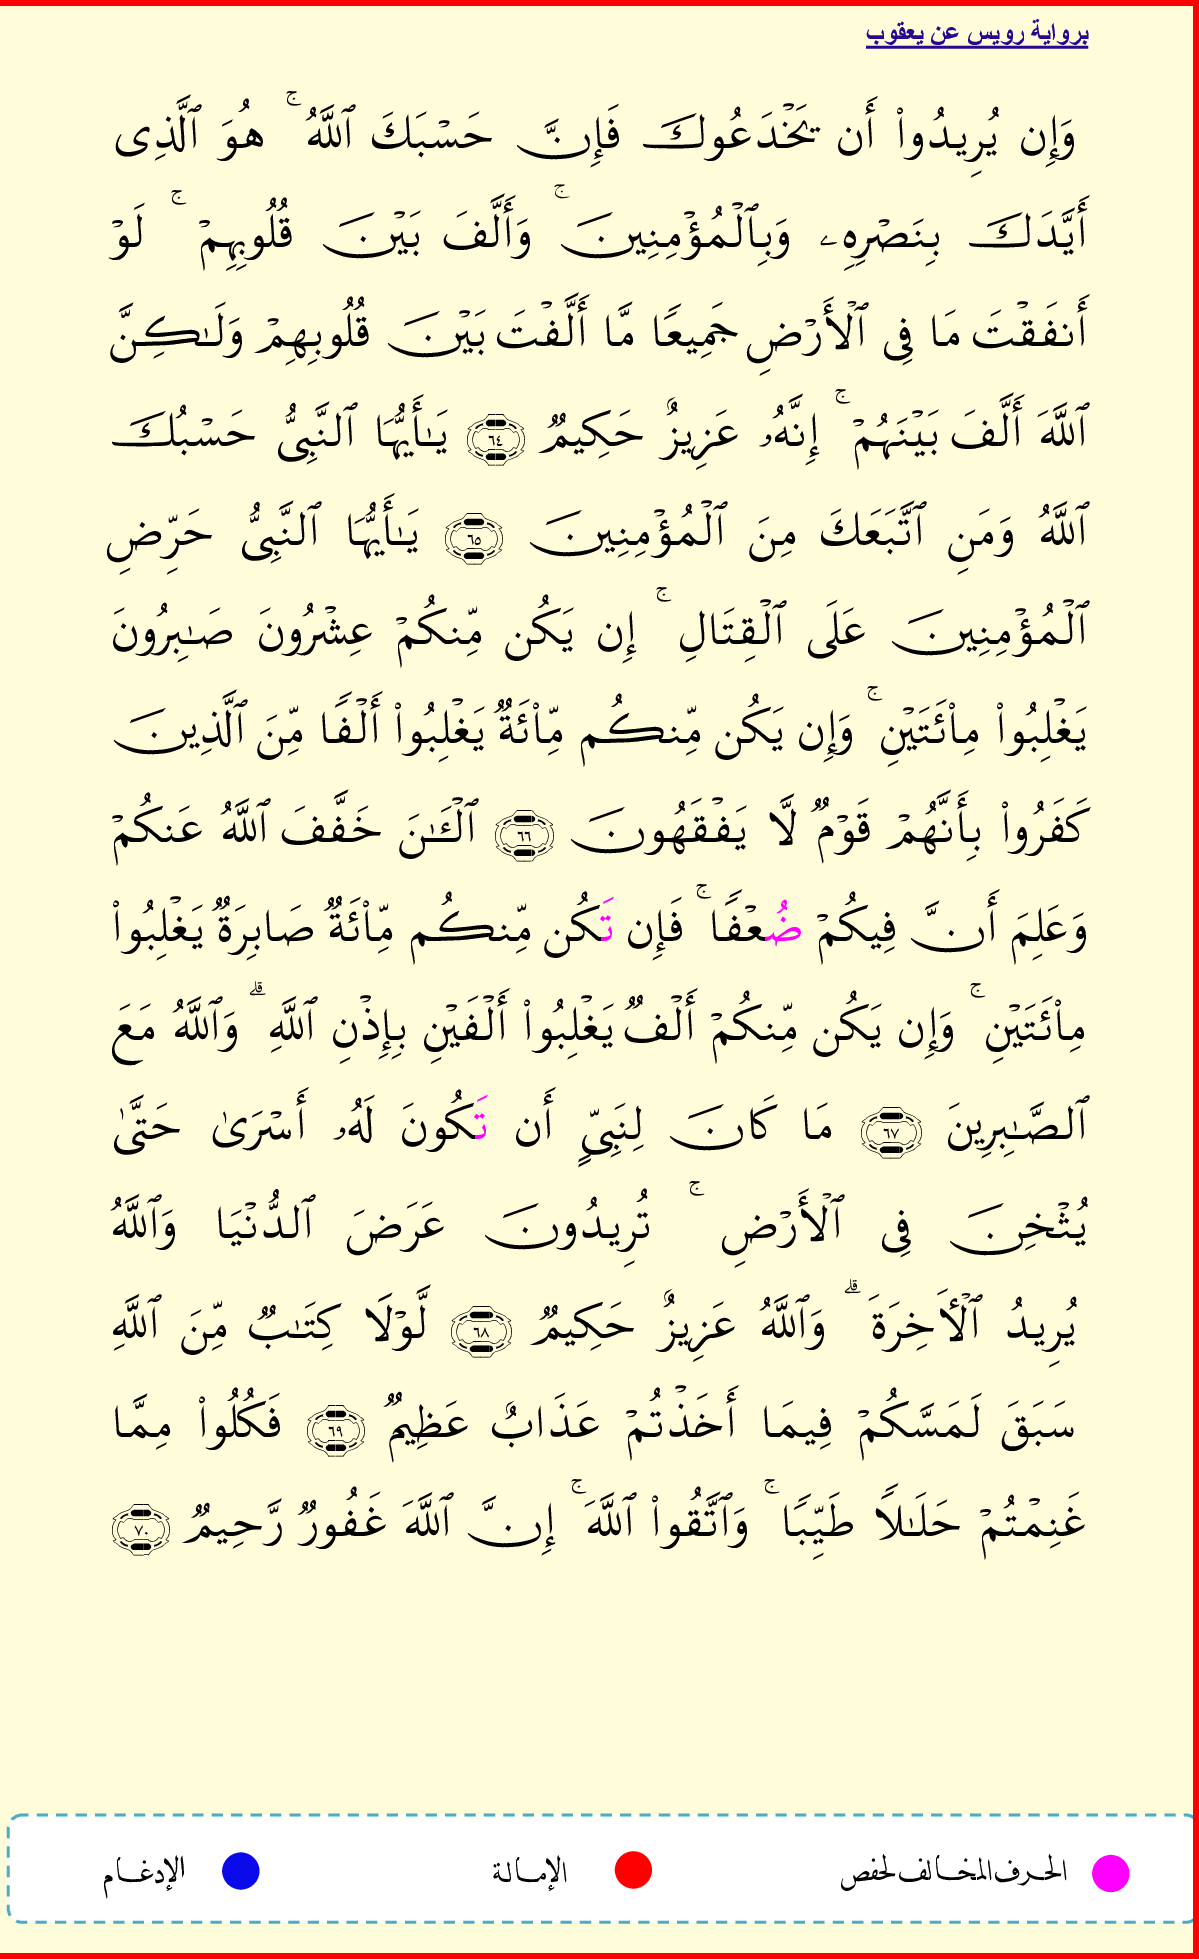 برواية رويس عن يعقوب
وَإِن يُرِيدُوا۟ أَن يَخْدَعُوكَ فَإِنَّ حَسْبَكَ ٱللَّهُ ۚ هُوَ ٱلَّذِى
أَيَّدَكَ بِنَصْرِهِۦ وَبِٱلْمُؤْمِنِينَ ۚ وَأَلَّفَ بَيْنَ قُلُوبِهِمْ ۚ لَوْ
أَنفَقْتَ مَا فِى ٱلْأَرْضِ جَمِيعًا مَّا أَلَّفْتَ بَيْنَ قُلُوبِهِمْ وَلَـٰكِنَّ
ٱللَّهَ أَلَّفَ بَيْنَهُمْ ۚ إِنَّهُۥ عَزِيزٌ حَكِيمٌ ٦٤ يَـٰأَيُّهَا ٱلنَّبِىُّ حَسْبُكَ
ٱللَّهُ وَمَنِ ٱتَّبَعَكَ مِنَ ٱلْمُؤْمِنِينَ ٦٥ يَـٰأَيُّهَا ٱلنَّبِىُّ حَرِّضِ
ٱلْمُؤْمِنِينَ عَلَى ٱلْقِتَالِ ۚ إِن يَكُن مِّنكُمْ عِشْرُونَ صَـٰبِرُونَ
يَغْلِبُوا۟ مِا۟ئَتَيْنِ ۚ وَإِن يَكُن مِّنكُم مِّا۟ئَةٌ يَغْلِبُوا۟ أَلْفًا مِّنَ ٱلَّذِينَ
كَفَرُوا۟ بِأَنَّهُمْ قَوْمٌ لَّا يَفْقَهُونَ ٦٦ ٱلْـَٔـٰنَ خَفَّفَ ٱللَّهُ عَنكُمْ
وَعَلِمَ أَنَّ فِيكُمْ ضُعْفًا ۚ فَإِن تَكُن مِّنكُم مِّا۟ئَةٌ صَابِرَةٌ يَغْلِبُوا۟
مِا۟ئَتَيْنِ ۚ وَإِن يَكُن مِّنكُمْ أَلْفٌ يَغْلِبُوا۟ أَلْفَيْنِ بِإِذْنِ ٱللَّهِ ۗ وَٱللَّهُ مَعَ
ٱلصَّـٰبِرِينَ ٦٧ مَا كَانَ لِنَبِىٍّ أَن تَكُونَ لَهُۥ أَسْرَىٰ حَتَّىٰ
يُثْخِنَ فِى ٱلْأَرْضِ ۚ تُرِيدُونَ عَرَضَ ٱلدُّنْيَا وَٱللَّهُ
يُرِيدُ ٱلْأَخِرَةَ ۗ وَٱللَّهُ عَزِيزٌ حَكِيمٌ ٦٨ لَّوْلَا كِتَـٰبٌ مِّنَ ٱللَّهِ
سَبَقَ لَمَسَّكُمْ فِيمَا أَخَذْتُمْ عَذَابٌ عَظِيمٌ ٦٩ فَكُلُوا۟ مِمَّا
غَنِمْتُمْ حَلَـٰلًا طَيِّبًا ۚ وَٱتَّقُوا۟ ٱللَّهَ ۚ إِنَّ ٱللَّهَ غَفُورٌ رَّحِيمٌ ٧٠
الحرف المخالف لحفص الإمالة الإدغام